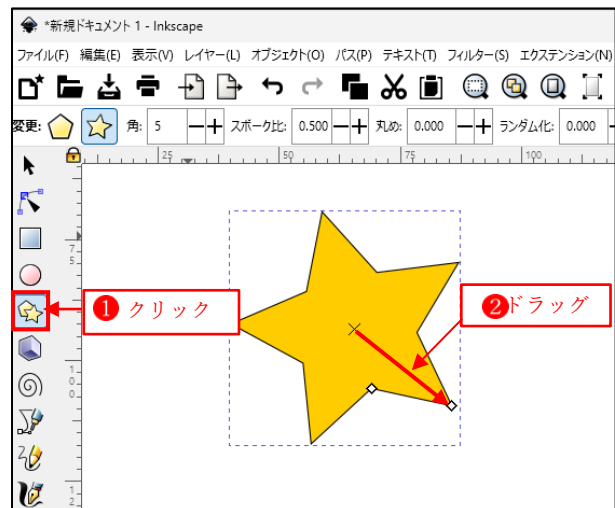 *新規ドキュメント 1 - Inkscape
ファイル(F) 編集(E) 表示(V) レイヤー(L) オブジェクト(O) パス(P) テキスト(T) フィルター(S) エクステンション(N)
変更: 角: 5 スポーク比: 0.500 丸め: 0.000 ランダム化: 0.000
25 50 75 100
75
❶クリック
❷ドラッグ
100
12